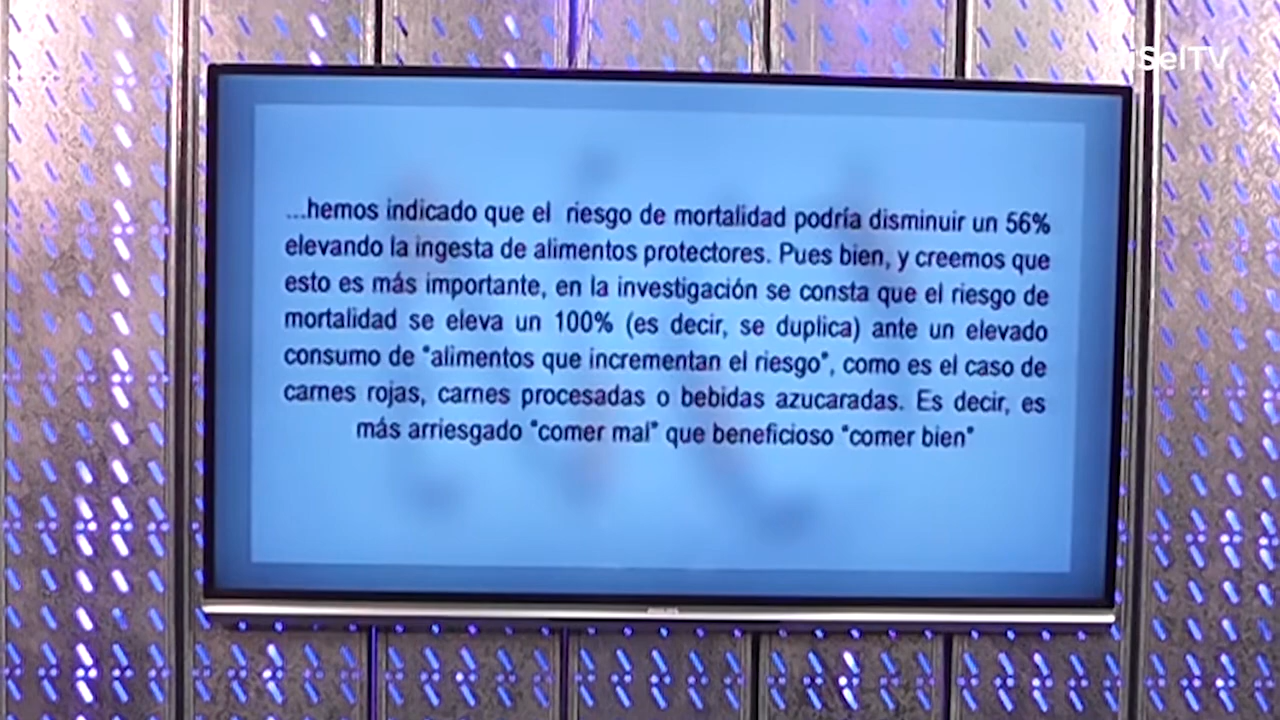 iSelTV
...hemos indicado que el riesgo de mortalidad podría disminuir un 56%
elevando la ingesta de alimentos protectores. Pues bien, y creemos que
esto es más importante, en la investigación se consta que el riesgo de
mortalidad se eleva un 100% (es decir, se duplica) ante un elevado
consumo de "alimentos que incrementan el riesgo", como es el caso de
carnes rojas, carnes procesadas o bebidas azucaradas. Es decir, es
más arriesgado "comer mal" que beneficioso "comer bien"
PHILIPS